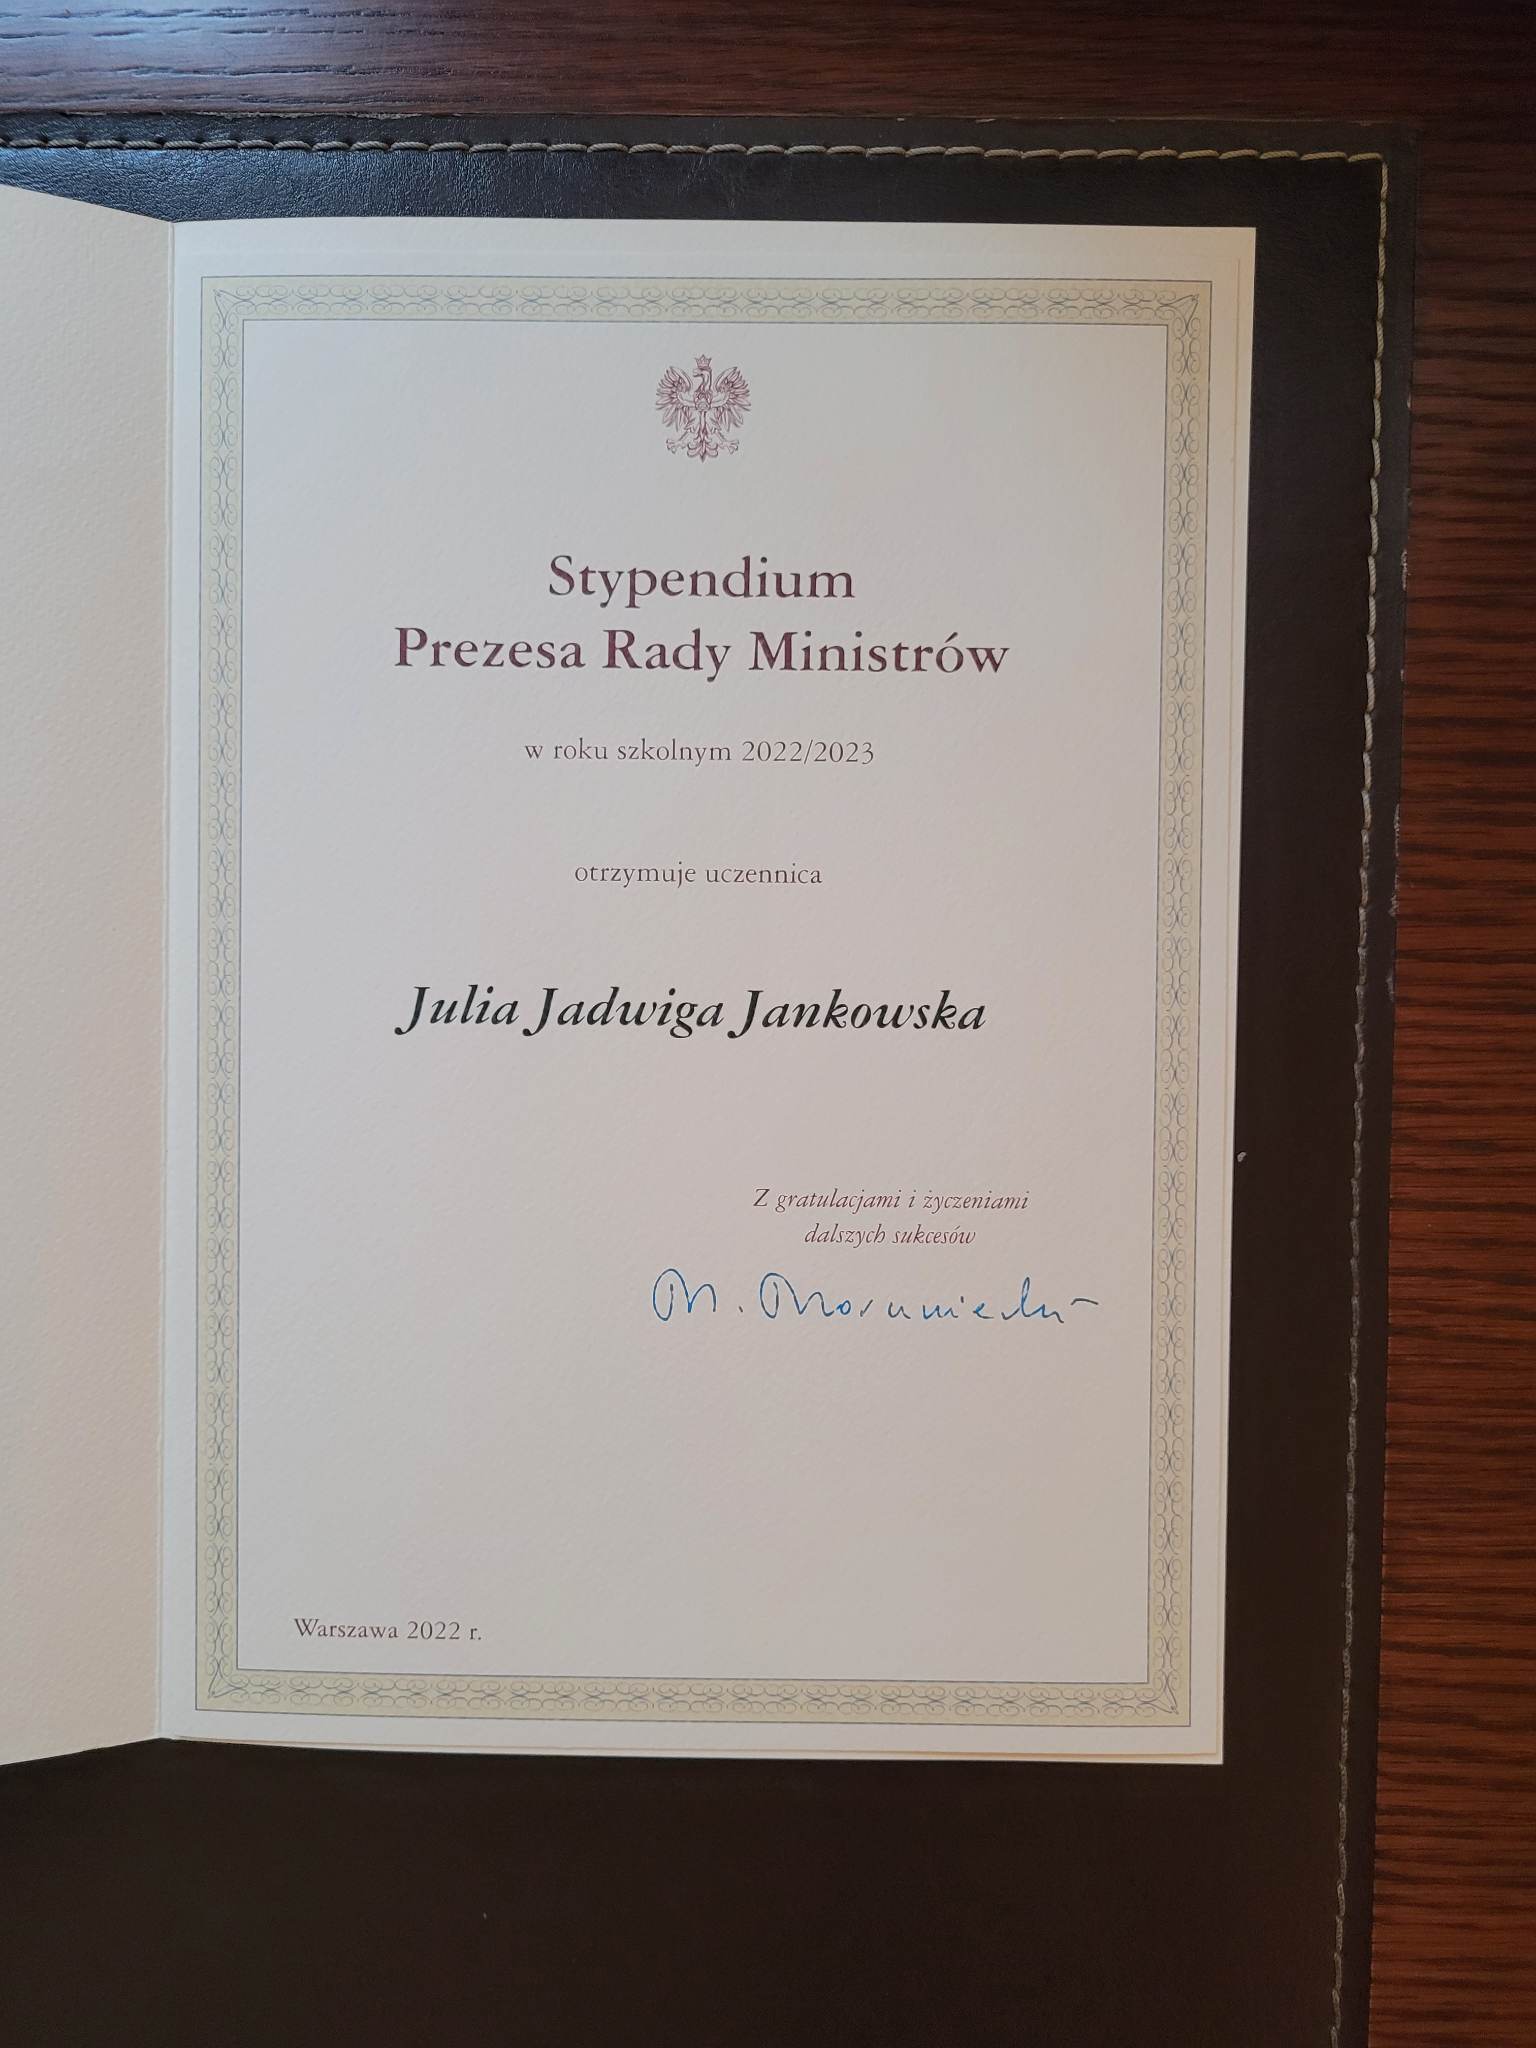 Stypendium
Prezesa Rady Ministrów
w roku szkolnym 2022/2023
otrzymuje uczennica
Julia Jadwiga Jankowska
Z gratulacjami i życzeniami
dalszych sukcesów
M. Morawiecki
Warszawa 2022 r.